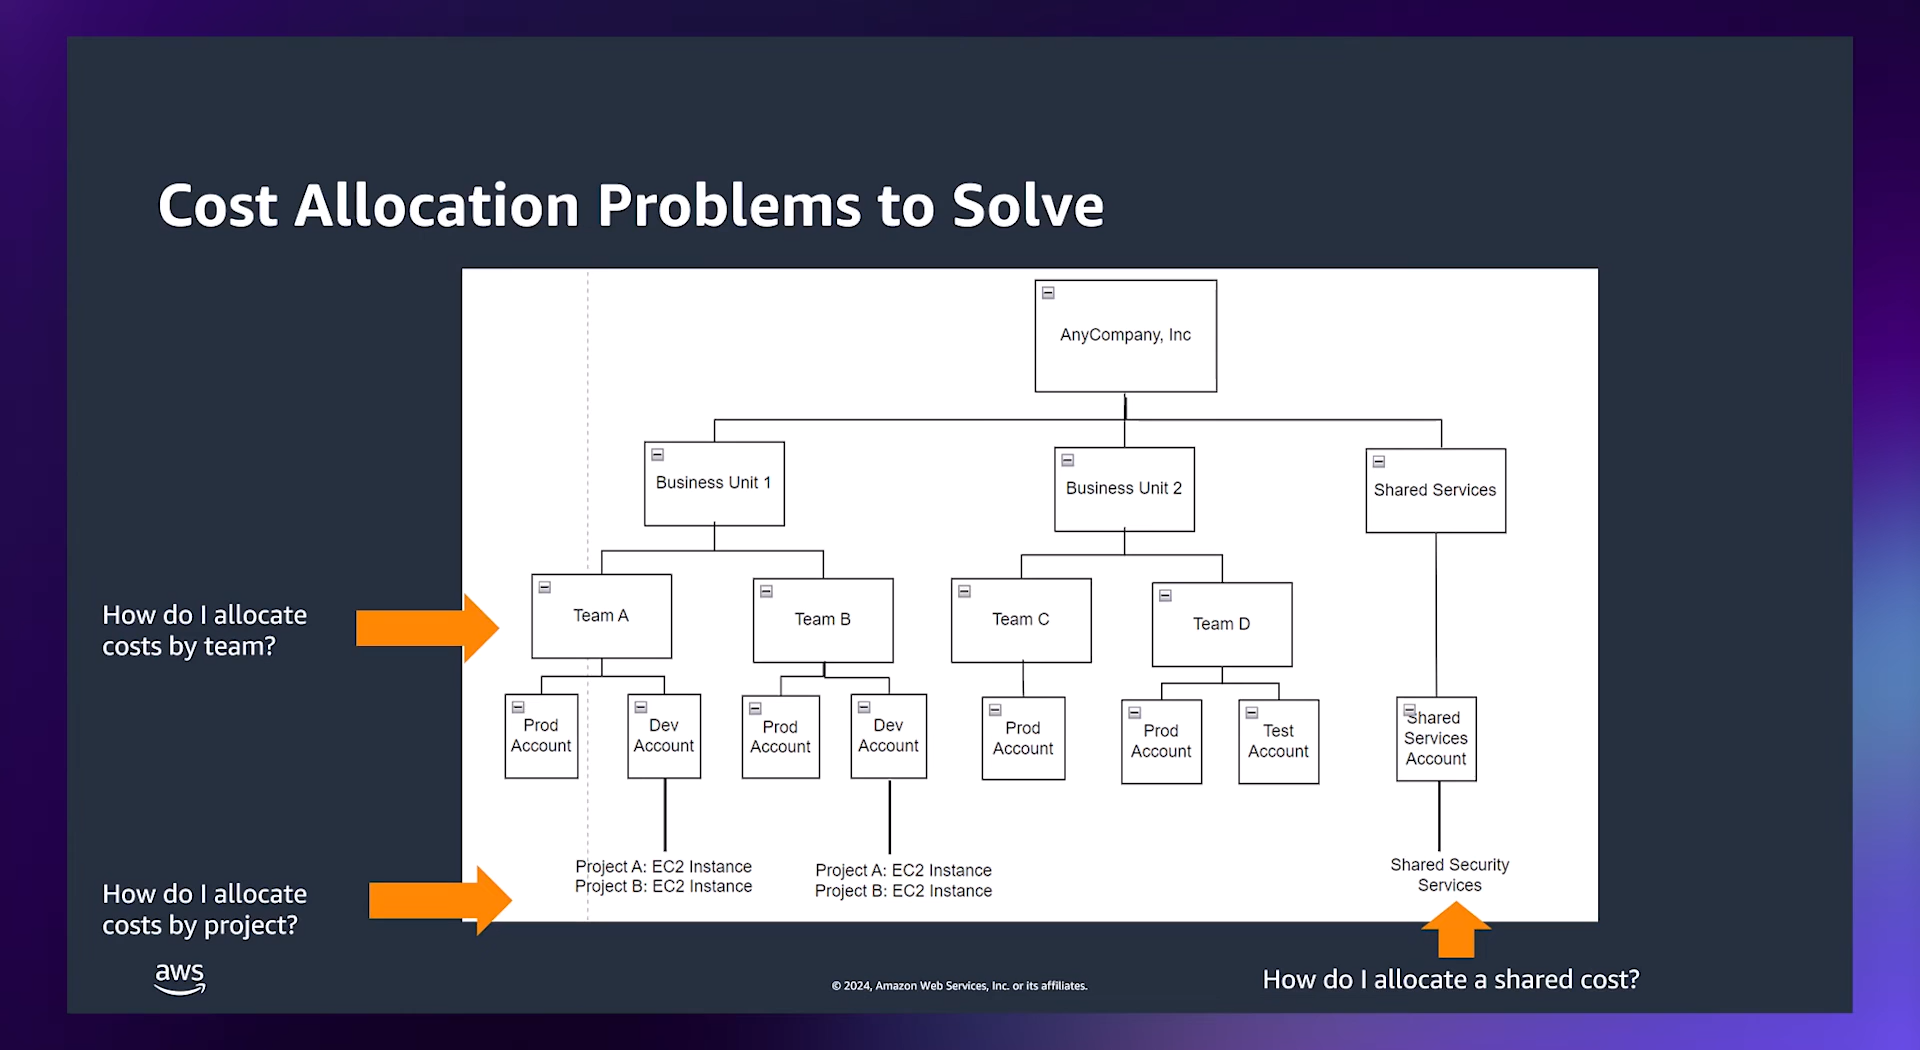 Cost Allocation Problems to Solve
AnyCompany, Inc
Business Unit 1
Business Unit 2
Shared Services
How do I allocate
costs by team?
Team A
Team B
Team C
Team D
Prod
Account
Dev
Account
Prod
Account
Dev
Account
Prod
Account
Prod
Account
Test
Account
Shared
Services
Account
How do I allocate
costs by project?
Project A: EC2 Instance
Project B: EC2 Instance
Project A: EC2 Instance
Project B: EC2 Instance
Shared Security
Services
How do I allocate a shared cost?
aws
© 2024, Amazon Web Services, Inc. or its affiliates.